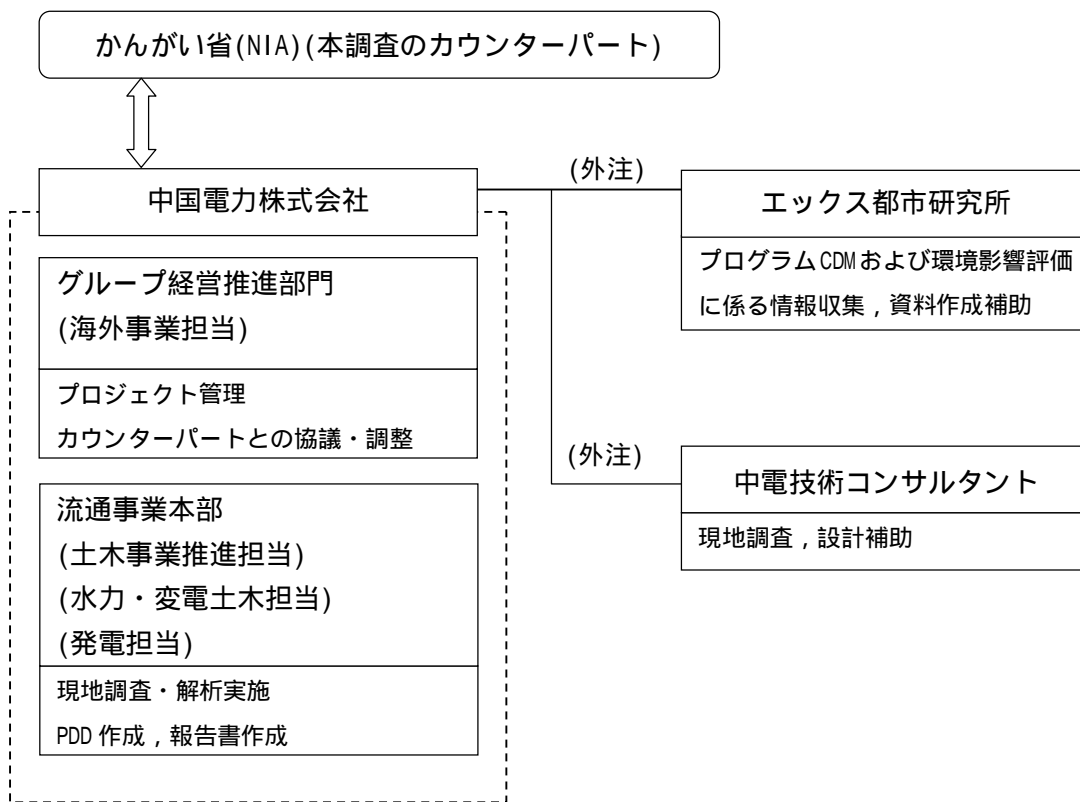 かんがい省(NIA)(本調査のカウンターパート)
中国電力株式会社
グループ経営推進部門
(海外事業担当)
プロジェクト管理
カウンターパートとの協議・調整
流通事業本部
(土木事業推進担当)
(水力・変電土木担当)
(発電担当)
現地調査・解析実施
PDD 作成，報告書作成
(外注)
エックス都市研究所
プログラム CDM および環境影響評価
に係る情報収集，資料作成補助
(外注)
中電技術コンサルタント
現地調査，設計補助